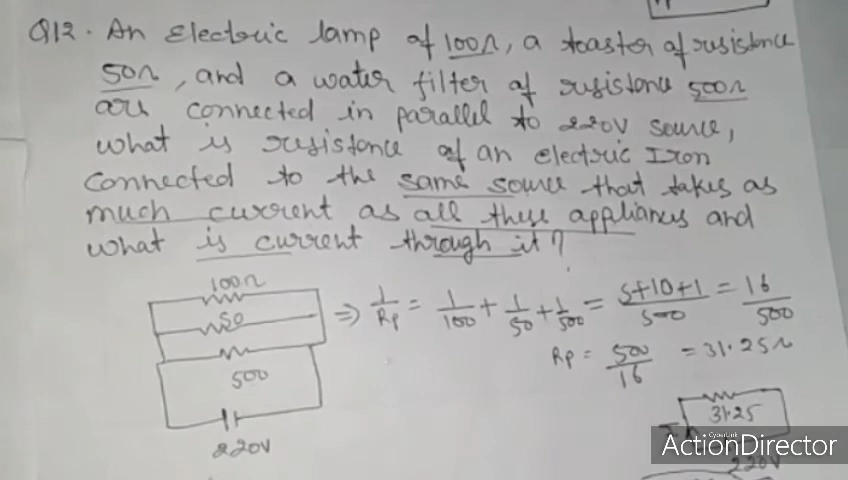 Q12. An Electric lamp of 100Ω, a toaster of resistance
50Ω, and a water filter of resistance 500Ω
are connected in parallel to 220V source,
what is resistance of an electric Iron
connected to the same source that takes as
much current as all these appliances and
what is current through it?
100Ω
50
500
220V
⇒ 1/Rp = 1/100 + 1/50 + 1/500 = 5+10+1/500 = 16/500
Rp = 500/16 = 31.25Ω
31.25
220V
CyberLink
ActionDirector